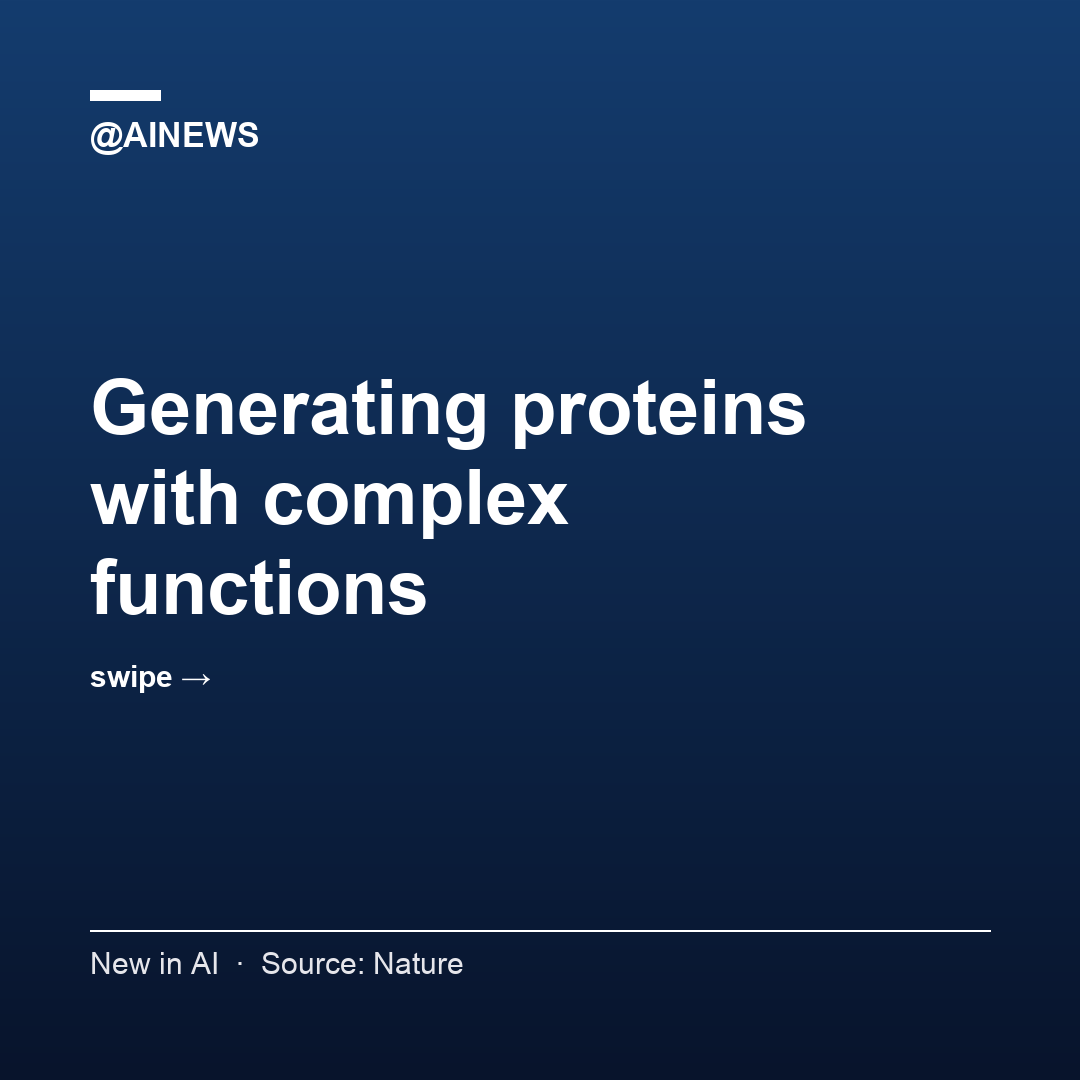 @AINEWS
Generating proteins
with complex
functions
swipe →
New in AI · Source: Nature